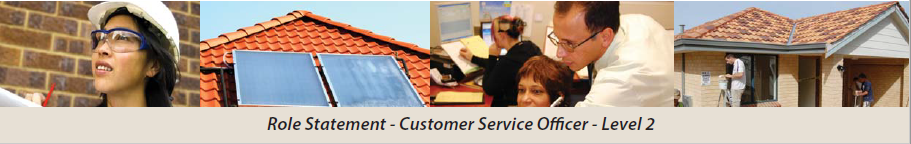 Role Statement - Customer Service Officer - Level 2